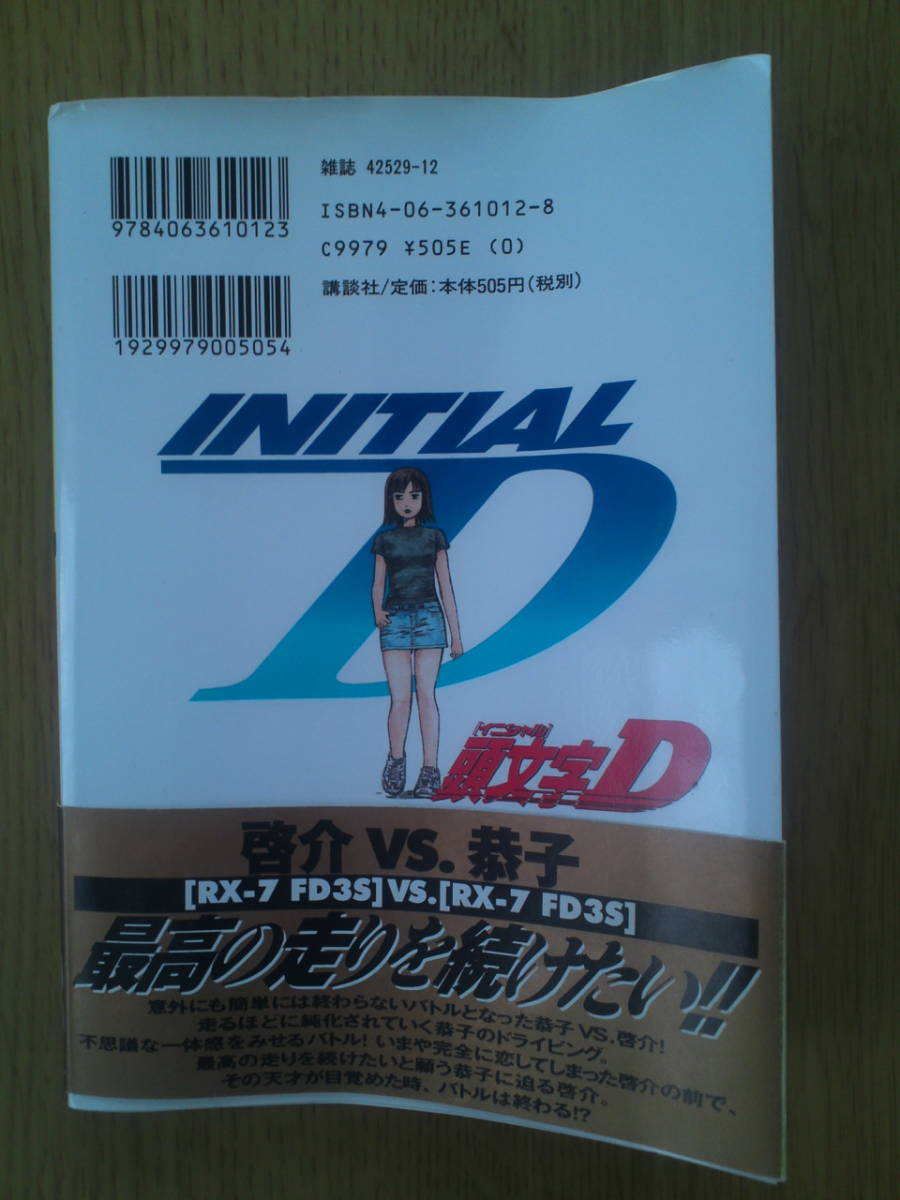 雑誌 42529-12
ISBN4-06-361012-8
C9979 ¥505E (0)
講談社/定価:本体505円(税別)
9784063610123
1929979005054
INITIAL
D
[イニシャル]
頭文字D
啓介 VS. 恭子
[RX-7 FD3S] VS. [RX-7 FD3S]
最高の走りを続けたい!!
意外にも簡単には終わらないバトルとなった恭子 VS. 啓介!
走るほどに純化されていく恭子のドライビング。
不思議な一体感をみせるバトル! いまや完全に恋してしまった啓介の前で、
最高の走りを続けたいと願う恭子に迫る啓介。
その天才が目覚めた時、バトルは終わる!?